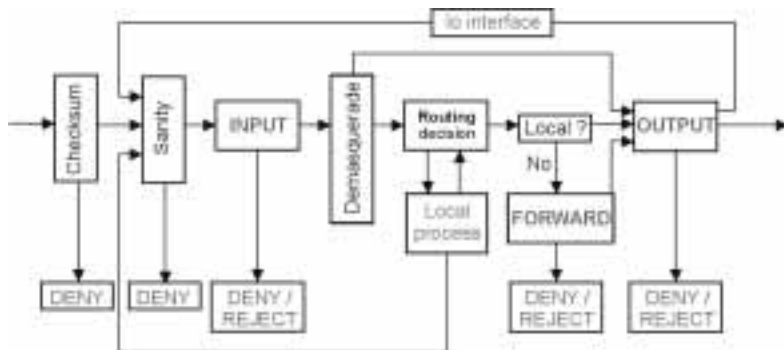 lo interface
Checksum
Sanity
INPUT
Demasquerade
Routing
decision
Local ?
OUTPUT
No
Local
process
FORWARD
DENY
DENY
DENY /
REJECT
DENY /
REJECT
DENY /
REJECT